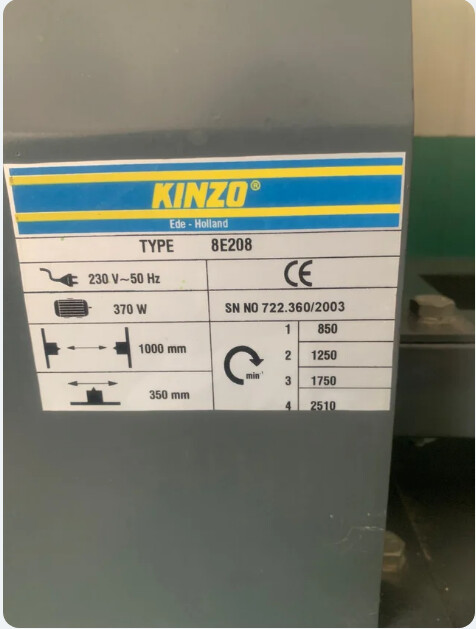 KINZO®
Ede - Holland
TYPE 8E208
230 V~50 Hz
CE
370 W
SN NO 722.360/2003
1000 mm
350 mm
min⁻¹
1 850
2 1250
3 1750
4 2510